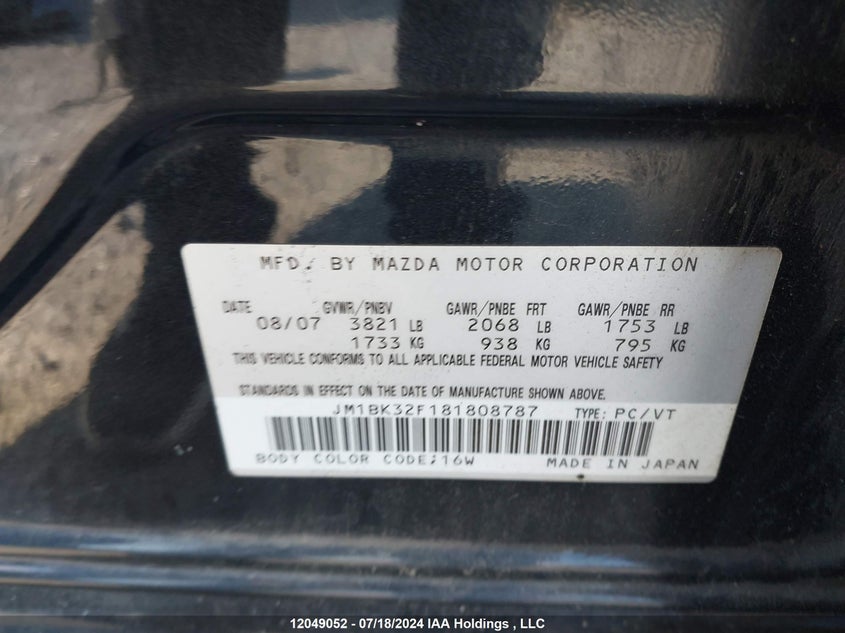 MFD. BY MAZDA MOTOR CORPORATION
DATE GVWR/PNBV GAWR/PNBE FRT GAWR/PNBE RR
08/07 3821 LB 2068 LB 1753 LB
1733 KG 938 KG 795 KG
THIS VEHICLE CONFORMS TO ALL APPLICABLE FEDERAL MOTOR VEHICLE SAFETY
STANDARDS IN EFFECT ON THE DATE OF MANUFACTURE SHOWN ABOVE.
JM1BK32F181808787 TYPE: PC/VT
BODY COLOR CODE:16W MADE IN JAPAN
12049052 - 07/18/2024 IAA Holdings , LLC